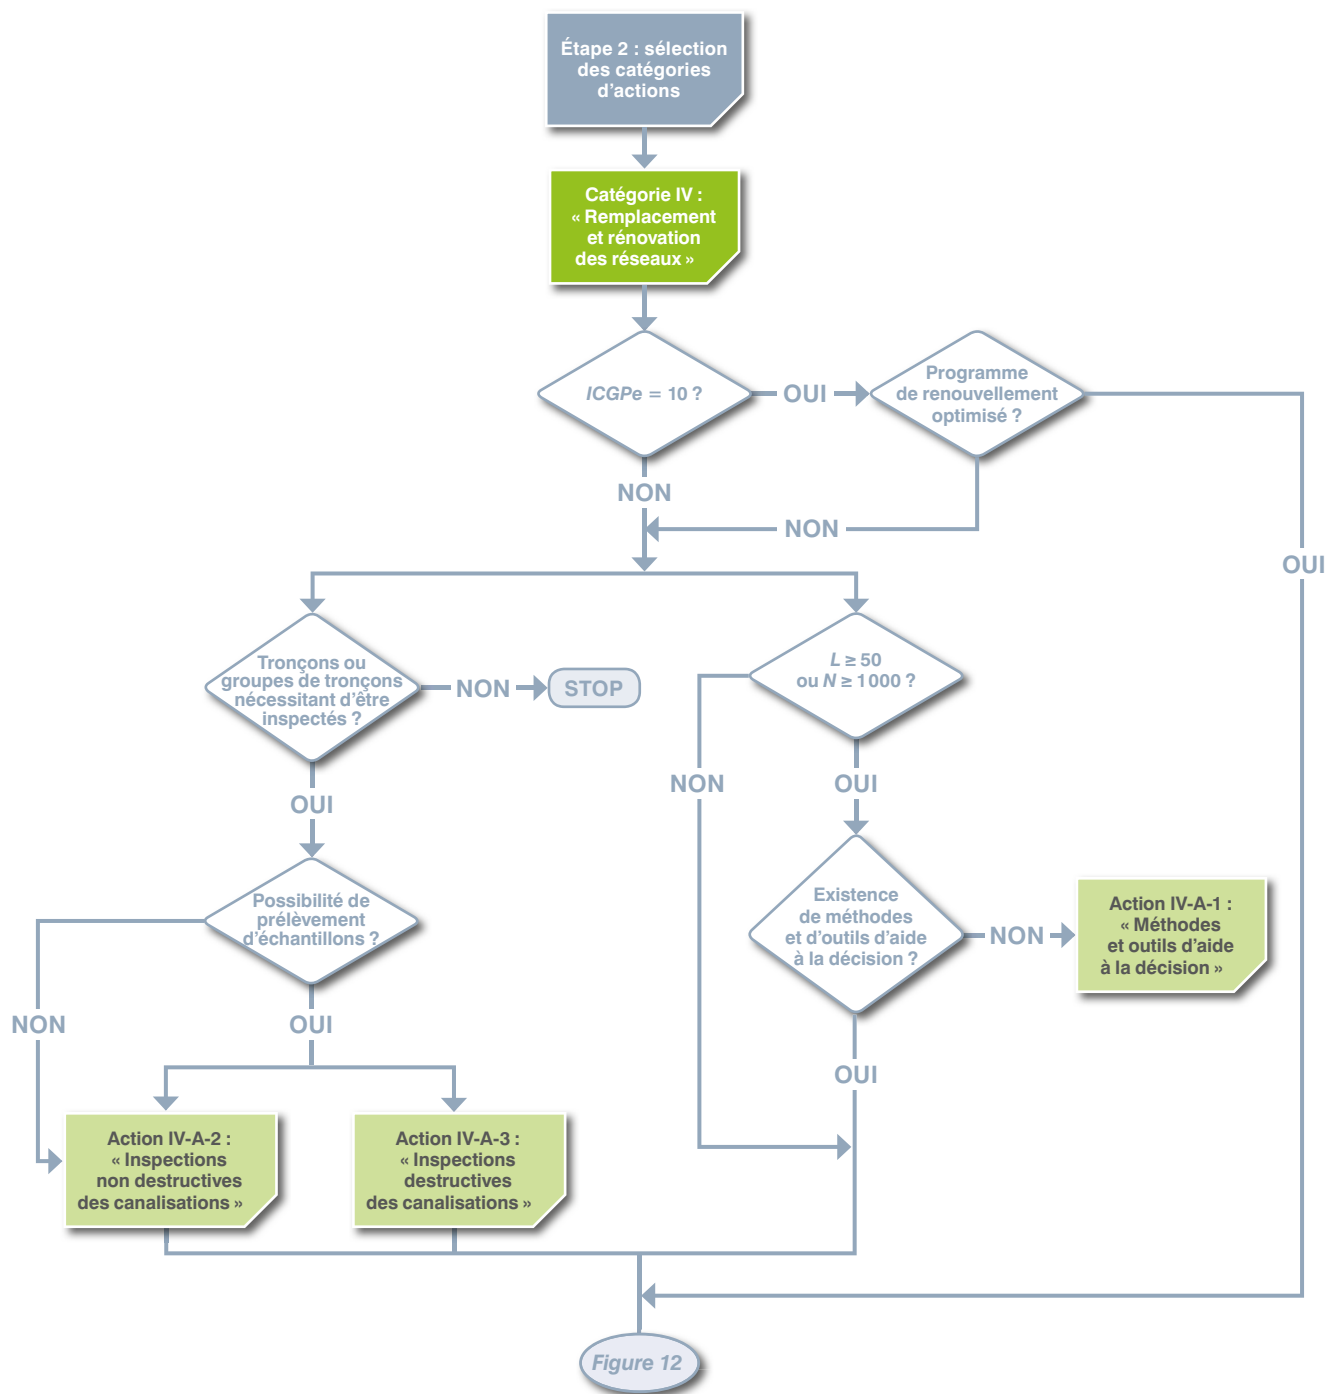 Étape 2 : sélection
des catégories
d’actions
Catégorie IV :
« Remplacement
et rénovation
des réseaux »
ICGPe = 10 ?
OUI
Programme
de renouvellement
optimisé ?
NON
NON
OUI
Tronçons ou
groupes de tronçons
nécessitant d’être
inspectés ?
NON
STOP
L ≥ 50
ou N ≥ 1000 ?
NON
OUI
OUI
Possibilité de
prélèvement
d’échantillons ?
Existence
de méthodes
et d’outils d’aide
à la décision ?
NON
Action IV-A-1 :
« Méthodes
et outils d’aide
à la décision »
NON
OUI
OUI
Action IV-A-2 :
« Inspections
non destructives
des canalisations »
Action IV-A-3 :
« Inspections
destructives
des canalisations »
Figure 12